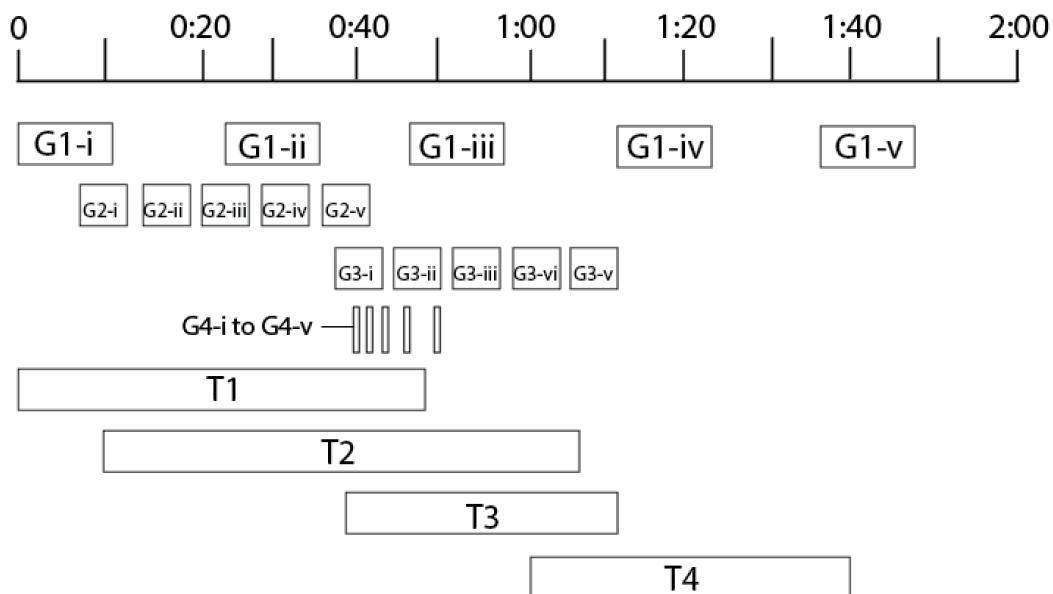 0 0:20 0:40 1:00 1:20 1:40 2:00
G1-i G1-ii G1-iii G1-iv G1-v
G2-i G2-ii G2-iii G2-iv G2-v
G3-i G3-ii G3-iii G3-vi G3-v
G4-i to G4-v
T1
T2
T3
T4